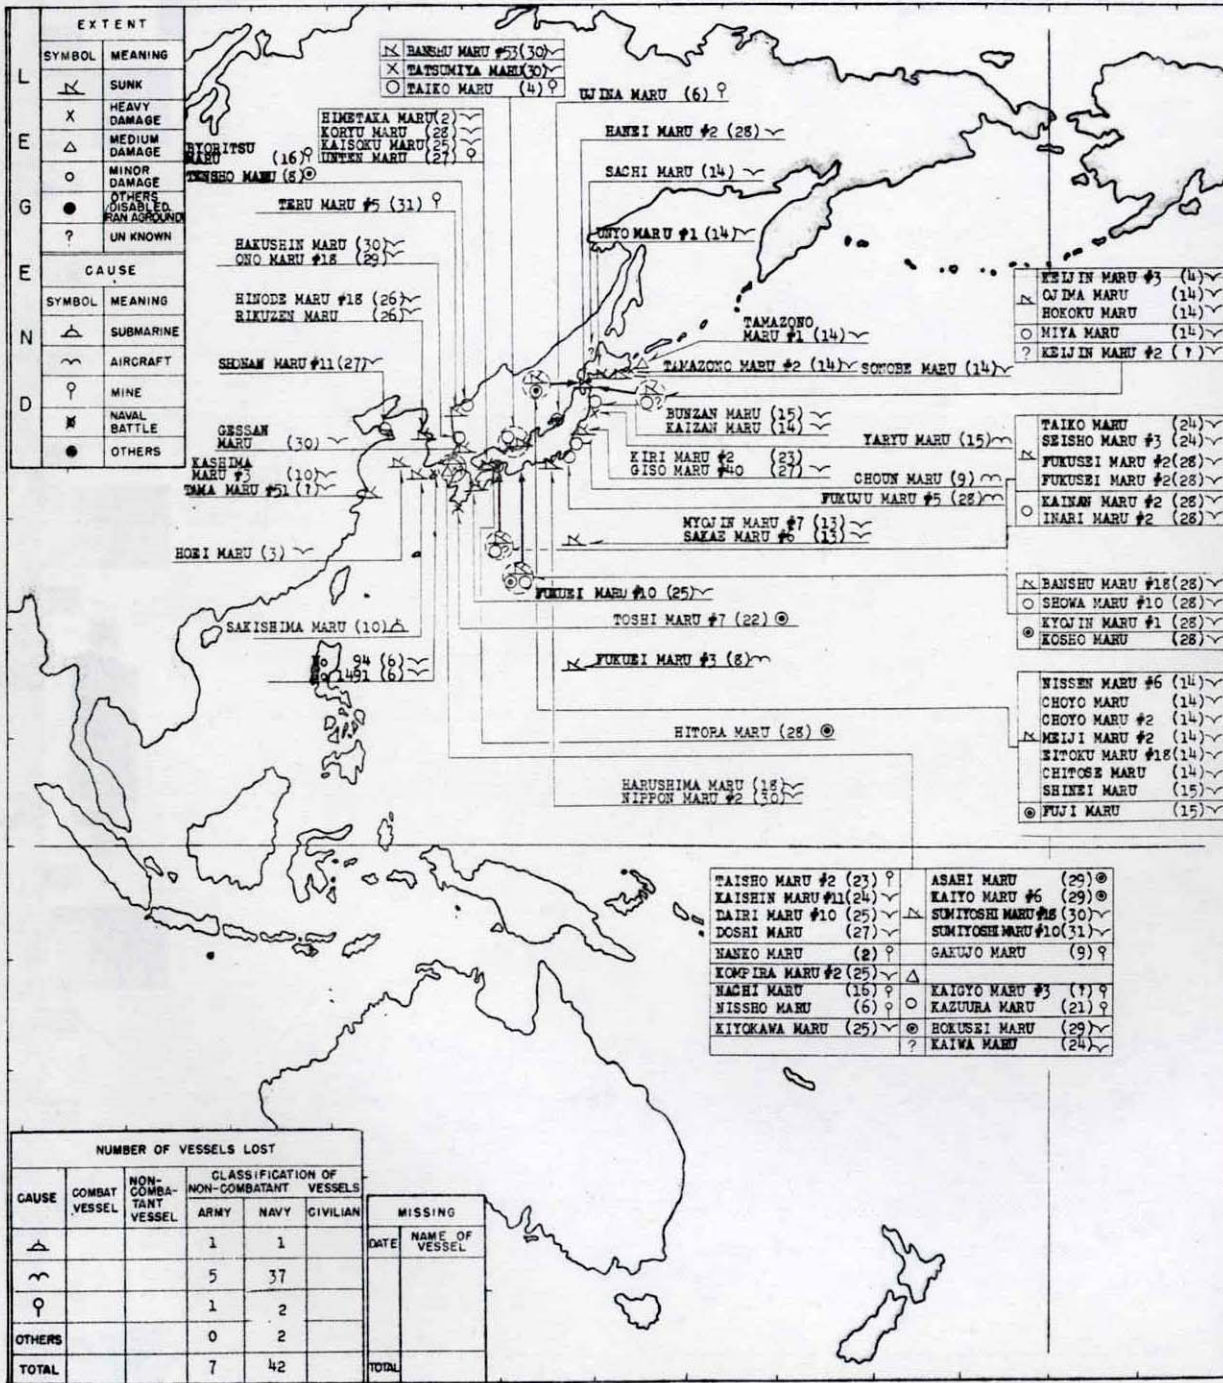 LEGEND
EXTENT
SYMBOL MEANING
SUNK
X HEAVY DAMAGE
△ MEDIUM DAMAGE
○ MINOR DAMAGE
● OTHERS DISABLED, RAN AGROUND
? UN KNOWN
CAUSE
SYMBOL MEANING
SUBMARINE
AIRCRAFT
MINE
NAVAL BATTLE
● OTHERS
BANSHU MARU #53(30)
X TATSUMIYA MARU(30)
○ TAIKO MARU (4)
UJINA MARU (6)
HIMETAKA MARU(2)
KORYU MARU (28)
KAISOKU MARU(25)
UNTEN MARU (27)
HANEI MARU #2 (28)
BYORITSU MARU (16)
TENSHO MARU (8)
SACHI MARU (14)
TERU MARU #5 (31)
UNYO MARU #1 (14)
HAKUSHIN MARU (30)
ONO MARU #18 (29)
HINODE MARU #18 (26)
RIKUZEN MARU (26)
KEIJIN MARU #3 (4)
OJIMA MARU (14)
HOKOKU MARU (14)
○ MIYA MARU (14)
? KEIJIN MARU #2 (?)
TAMAZONO MARU #1 (14)
SHONAN MARU #11(27)
TAMAZONO MARU #2 (14)
SONOBE MARU (14)
BUNZAN MARU (15)
KAIZAN MARU (14)
YARYU MARU (15)
GESSAN MARU (30)
KIRI MARU #2 (23)
GISO MARU #40 (27)
CHOUN MARU (9)
KASHIMA MARU #3 (10)
TAMA MARU #51 (?)
FUKUJU MARU #5 (28)
TAIKO MARU (24)
SEISHO MARU #3 (24)
FUKUSEI MARU #2(28)
FUKUSEI MARU #2(28)
○ KAINAN MARU #2 (28)
INARI MARU #2 (28)
MYOJIN MARU #7 (13)
SAKAE MARU #6 (13)
HOEI MARU (3)
FUKUEI MARU #10 (25)
BANSHU MARU #18(28)
○ SHOWA MARU #10 (28)
KYOJIN MARU #1 (28)
KOSHO MARU (28)
TOSHI MARU #7 (22)
SAKISHIMA MARU (10)
94 (6)
1491 (6)
FUKUEI MARU #3 (8)
NISSEN MARU #6 (14)
CHOYO MARU (14)
CHOYO MARU #2 (14)
MEIJI MARU #2 (14)
EITOKU MARU #18(14)
CHITOSE MARU (14)
SHINEI MARU (15)
FUJI MARU (15)
HITORA MARU (28)
HARUSHIMA MARU (18)
NIPPON MARU #2 (30)
TAISHO MARU #2 (23) ASAHI MARU (29)
KAISHIN MARU #11(24) KAIYO MARU #6 (29)
DAIRI MARU #10 (25) SUMIYOSHI MARU #18 (30)
DOSHI MARU (27) SUMIYOSHI MARU #10(31)
NANKO MARU (2) GAKUJO MARU (9)
KOMPIRA MARU #2 (25) △
NACHI MARU (16) ○ KAIGYO MARU #3 (?)
NISSHO MARU (6) KAZUURA MARU (21)
KIYOKAWA MARU (25) HOKUSEI MARU (29)
? KAIWA MARU (24)
NUMBER OF VESSELS LOST
CAUSE COMBAT VESSEL NON-COMBA-TANT VESSEL CLASSIFICATION OF NON-COMBATANT VESSELS
ARMY NAVY CIVILIAN
1 1
5 37
1 2
OTHERS 0 2
TOTAL 7 42
MISSING
DATE NAME OF VESSEL
TOTAL